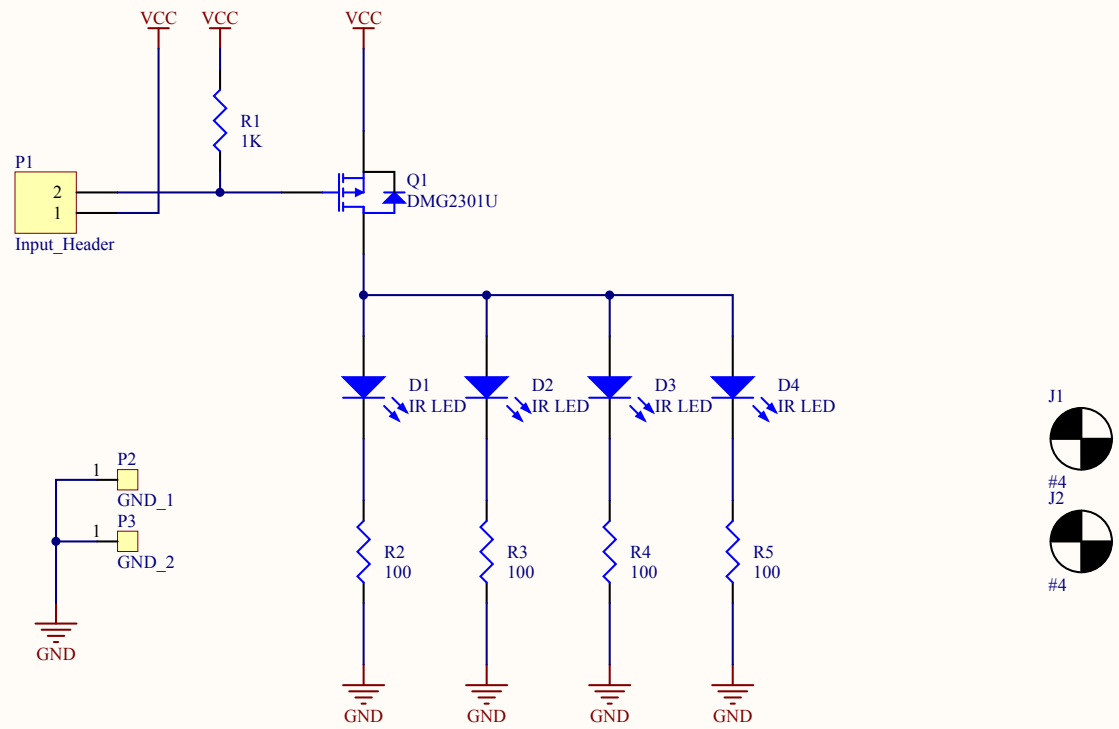 VCC
VCC
VCC
R1
1K
P1
2
1
Input_Header
Q1
DMG2301U
D1
IR LED
D2
IR LED
D3
IR LED
D4
IR LED
J1
#4
J2
#4
1
P2
GND_1
1
P3
GND_2
GND
R2
100
R3
100
R4
100
R5
100
GND
GND
GND
GND